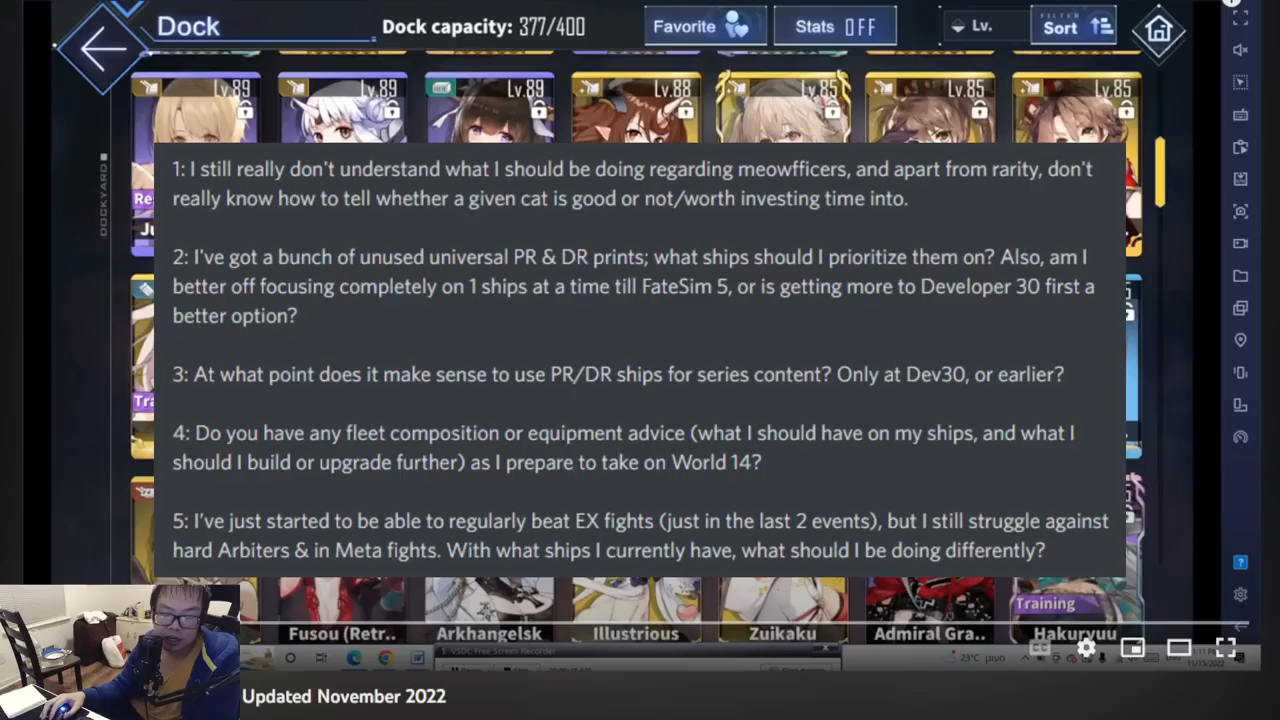 Dock
Dock capacity: 377/400
Favorite
Stats OFF
Lv.
FILTER
Sort
Lv.89
Lv.89
Lv.89
Lv.88
Lv.85
Lv.85
Lv.85
DOCKYARD
1: I still really don't understand what I should be doing regarding meowfficers, and apart from rarity, don't
really know how to tell whether a given cat is good or not/worth investing time into.
2: I've got a bunch of unused universal PR & DR prints; what ships should I prioritize them on? Also, am I
better off focusing completely on 1 ships at a time till FateSim 5, or is getting more to Developer 30 first a
better option?
3: At what point does it make sense to use PR/DR ships for series content? Only at Dev30, or earlier?
4: Do you have any fleet composition or equipment advice (what I should have on my ships, and what I
should I build or upgrade further) as I prepare to take on World 14?
5: I've just started to be able to regularly beat EX fights (just in the last 2 events), but I still struggle against
hard Arbiters & in Meta fights. With what ships I currently have, what should I be doing differently?
Training
Fusou (Retr..
Arkhangelsk
Illustrious
Zuikaku
Admiral Gra..
Hakuryuu
VSDC Free Screen Recorder
23°C
11/15/2022
Updated November 2022